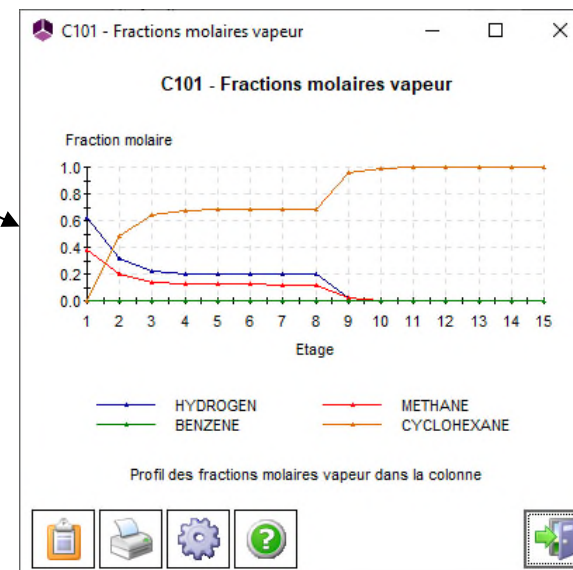 C101 - Fractions molaires vapeur
C101 - Fractions molaires vapeur
Fraction molaire
1.0
0.8
0.6
0.4
0.2
0.0
1 2 3 4 5 6 7 8 9 10 11 12 13 14 15
Etage
HYDROGEN METHANE
BENZENE CYCLOHEXANE
Profil des fractions molaires vapeur dans la colonne